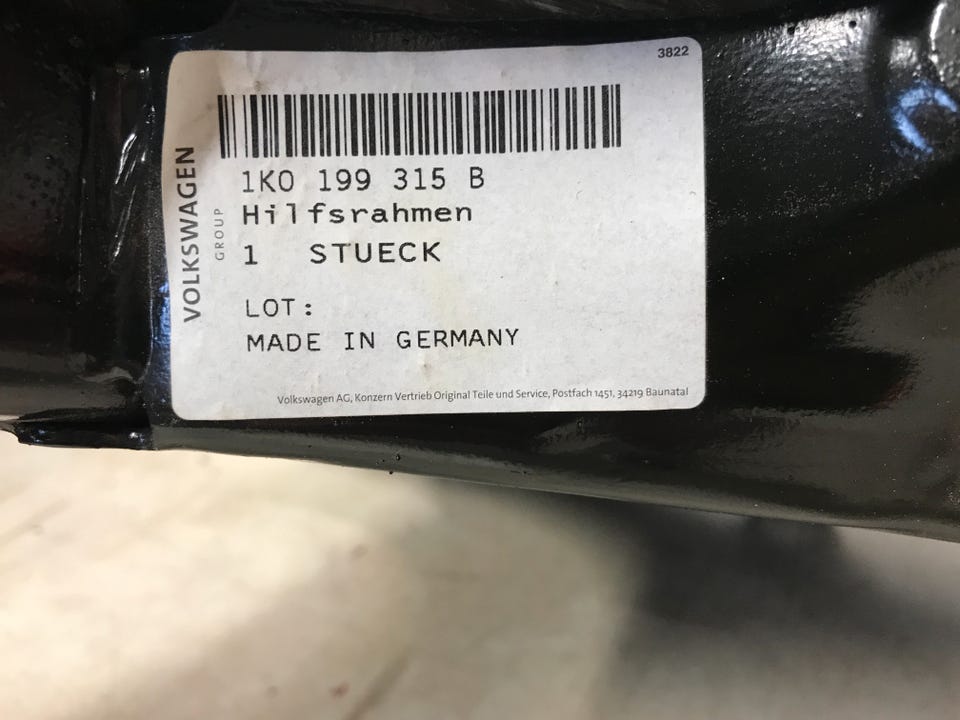 3822
VOLKSWAGEN
GROUP
1K0 199 315 B
Hilfsrahmen
1 STUECK
LOT:
MADE IN GERMANY
Volkswagen AG, Konzern Vertrieb Original Teile und Service, Postfach 1451, 34219 Baunatal